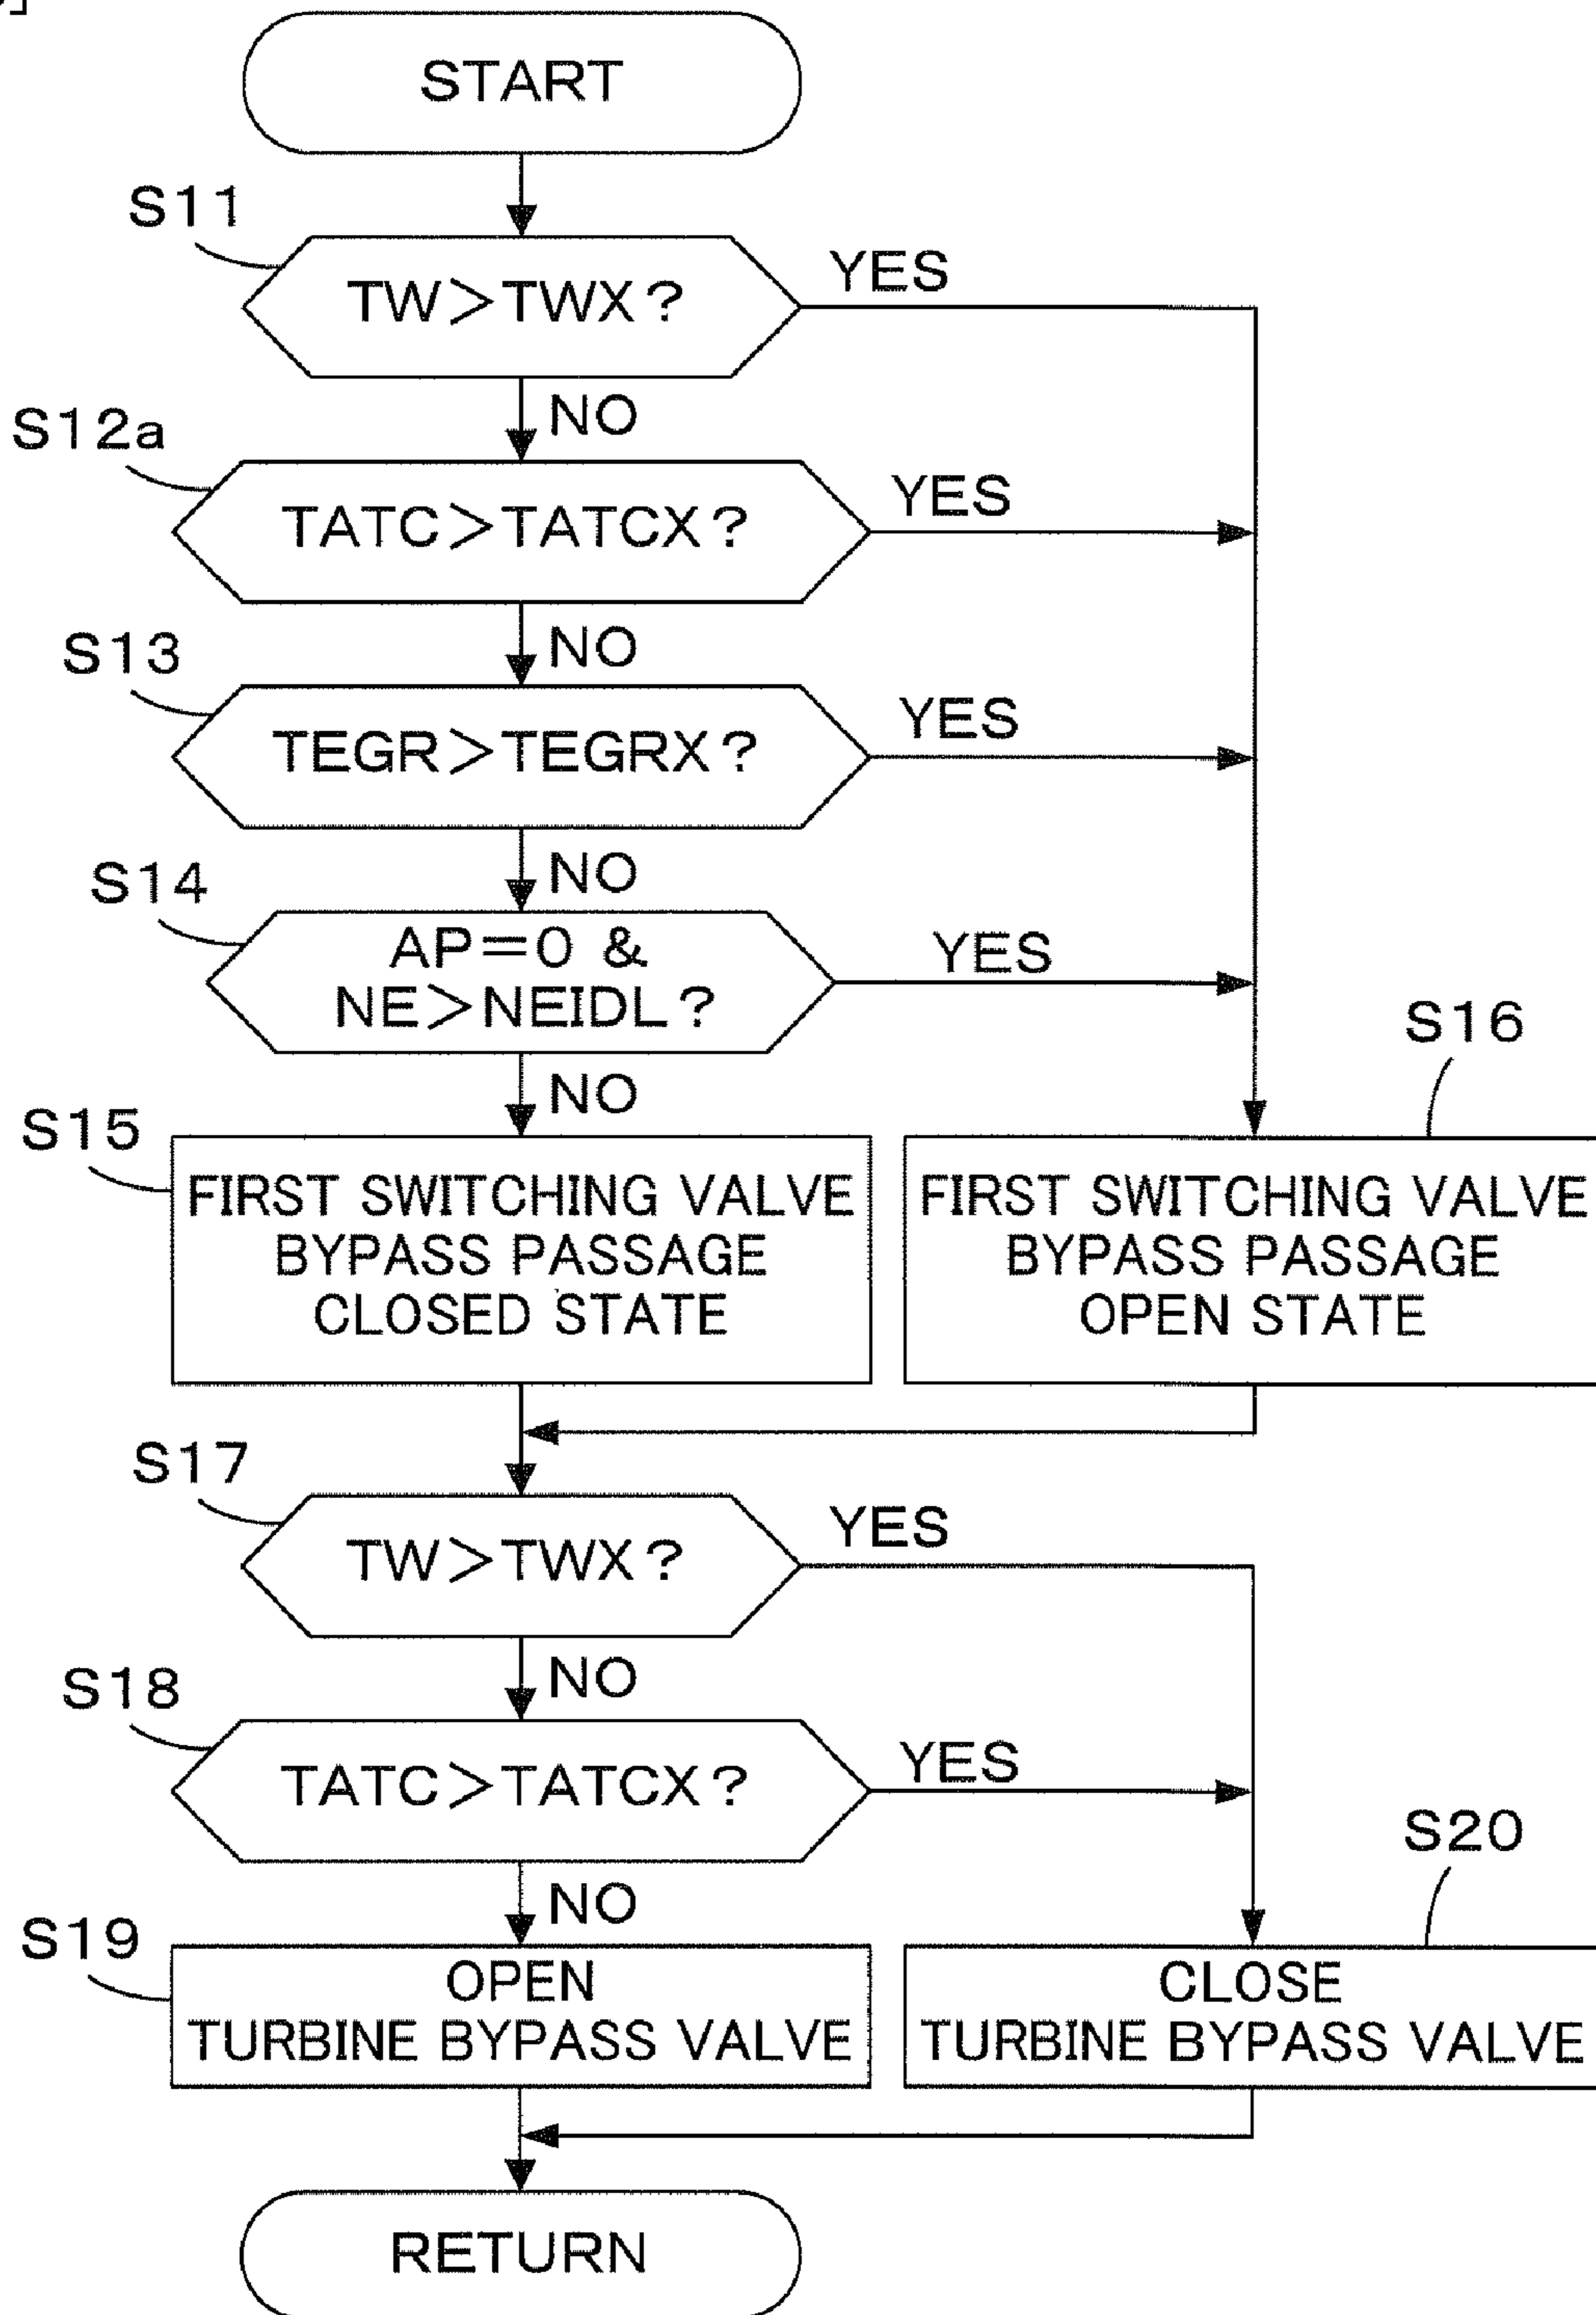 START
S11
TW>TWX?
YES
NO
S12a
TATC>TATCX?
YES
NO
S13
TEGR>TEGRX?
YES
NO
S14
AP=0 &
NE>NEIDL?
YES
NO
S15
FIRST SWITCHING VALVE
BYPASS PASSAGE
CLOSED STATE
S16
FIRST SWITCHING VALVE
BYPASS PASSAGE
OPEN STATE
S17
TW>TWX?
YES
NO
S18
TATC>TATCX?
YES
NO
S19
OPEN
TURBINE BYPASS VALVE
S20
CLOSE
TURBINE BYPASS VALVE
RETURN